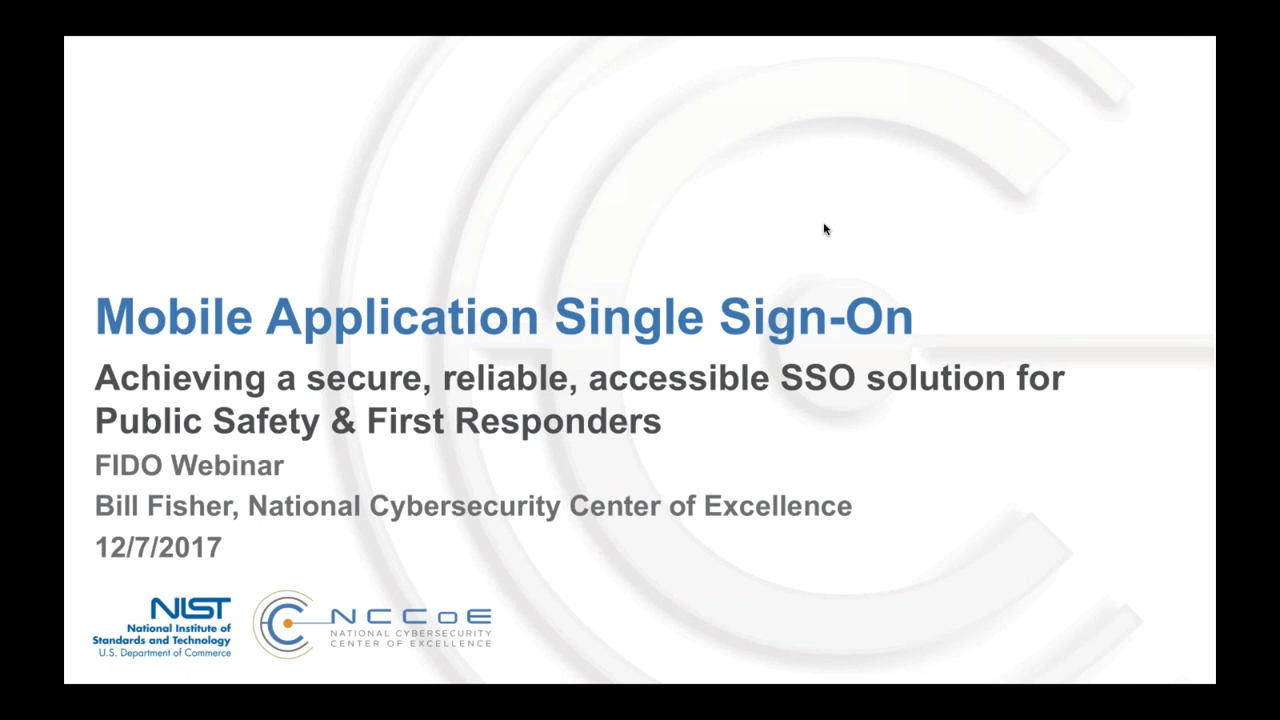 Mobile Application Single Sign-On
Achieving a secure, reliable, accessible SSO solution for
Public Safety & First Responders
FIDO Webinar
Bill Fisher, National Cybersecurity Center of Excellence
12/7/2017
NIST
National Institute of
Standards and Technology
U.S. Department of Commerce
NCCoE
NATIONAL CYBERSECURITY
CENTER OF EXCELLENCE